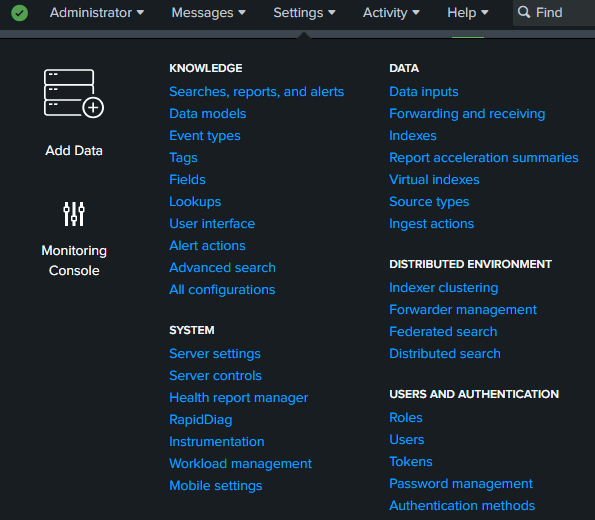 Administrator Messages Settings Activity Help Find
Add Data
Monitoring
Console
KNOWLEDGE
Searches, reports, and alerts
Data models
Event types
Tags
Fields
Lookups
User interface
Alert actions
Advanced search
All configurations
SYSTEM
Server settings
Server controls
Health report manager
RapidDiag
Instrumentation
Workload management
Mobile settings
DATA
Data inputs
Forwarding and receiving
Indexes
Report acceleration summaries
Virtual indexes
Source types
Ingest actions
DISTRIBUTED ENVIRONMENT
Indexer clustering
Forwarder management
Federated search
Distributed search
USERS AND AUTHENTICATION
Roles
Users
Tokens
Password management
Authentication methods